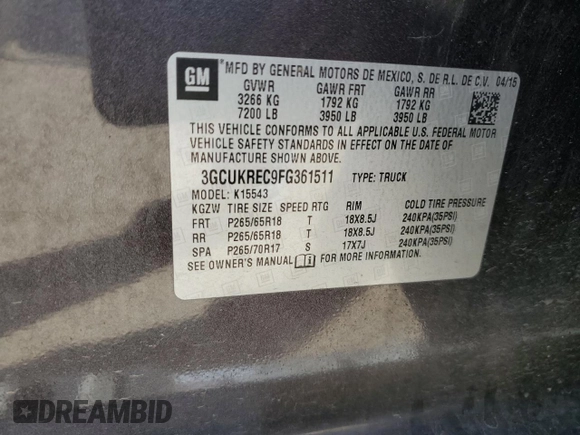 GM
*MFD BY GENERAL MOTORS DE MEXICO, S. DE R.L. DE C.V. 04/15
GVWR GAWR FRT GAWR RR
3266 KG 1792 KG 1792 KG
7200 LB 3950 LB 3950 LB
THIS VEHICLE CONFORMS TO ALL APPLICABLE U.S. FEDERAL MOTOR
VEHICLE SAFETY STANDARDS IN EFFECT ON THE DATE OF
MANUFACTURE SHOWN ABOVE.
3GCUKREC9FG361511 TYPE: TRUCK
MODEL: K15543
KGZW TIRE SIZE SPEED RTG RIM COLD TIRE PRESSURE
FRT P265/65R18 T 18X8.5J 240KPA(35PSI)
RR P265/65R18 T 18X8.5J 240KPA(35PSI)
SPA P265/70R17 S 17X7J 240KPA(35PSI)
SEE OWNER'S MANUAL
DREAMBID